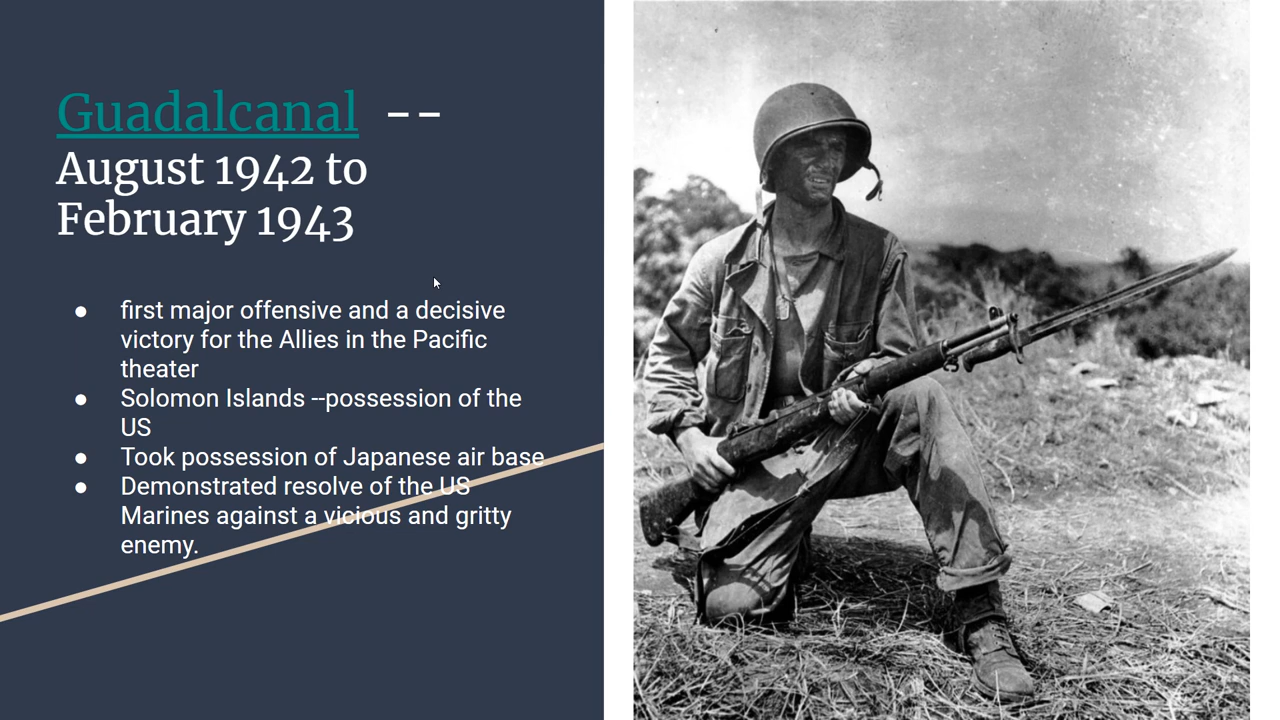 Guadalcanal --
August 1942 to
February 1943
● first major offensive and a decisive
victory for the Allies in the Pacific
theater
● Solomon Islands --possession of the
US
● Took possession of Japanese air base
● Demonstrated resolve of the US
Marines against a vicious and gritty
enemy.